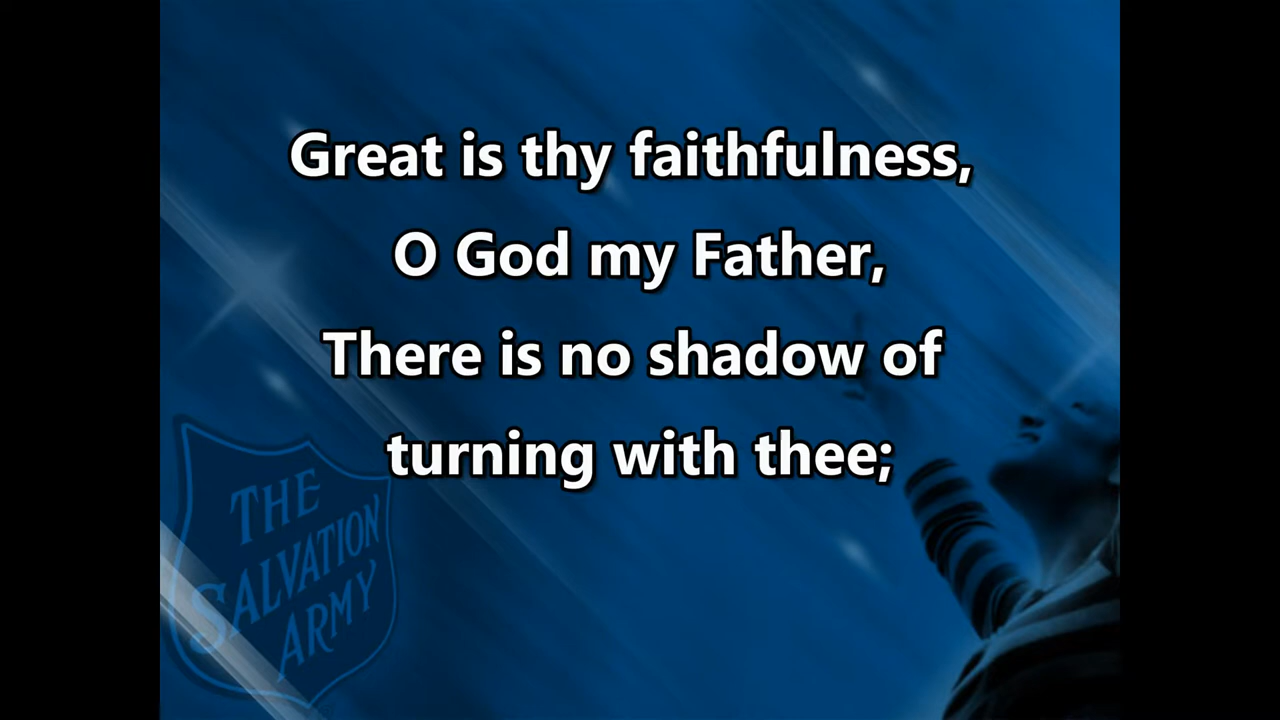 Great is thy faithfulness,
O God my Father,
There is no shadow of
turning with thee;
THE
SALVATION
ARMY